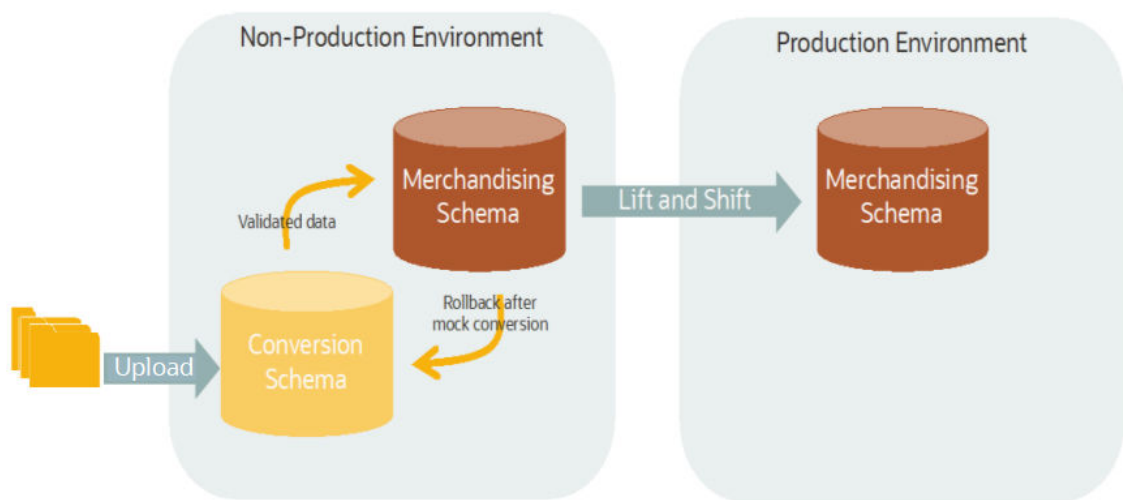 Non-Production Environment
Production Environment
Merchandising
Schema
Lift and Shift
Merchandising
Schema
Validated data
Rollback after
mock conversion
Upload
Conversion
Schema